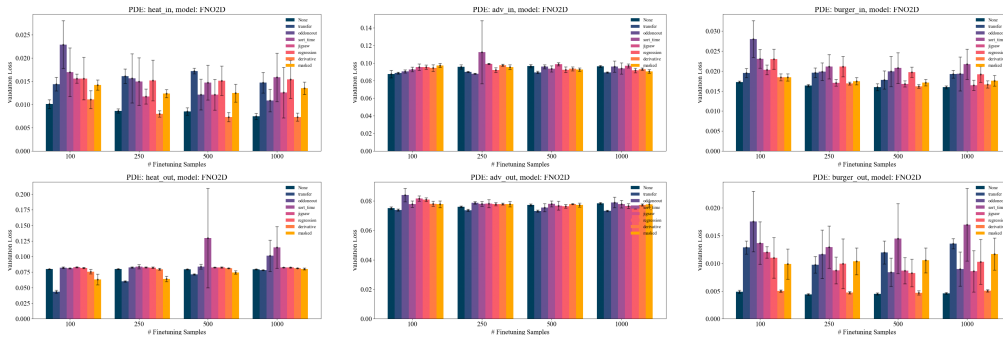 PDE: heat_in, model: FNO2D
Validation Loss
0.025
0.020
0.015
0.010
0.005
0.000
100
250
500
1000
# Finetuning Samples
None
transfer
oddoneout
sort_time
jigsaw
regression
derivative
masked
PDE: adv_in, model: FNO2D
Validation Loss
0.14
0.12
0.10
0.08
0.06
0.04
0.02
0.00
100
250
500
1000
# Finetuning Samples
None
transfer
oddoneout
sort_time
jigsaw
regression
derivative
masked
PDE: burger_in, model: FNO2D
Validation Loss
0.030
0.025
0.020
0.015
0.010
0.005
0.000
100
250
500
1000
# Finetuning Samples
None
transfer
oddoneout
sort_time
jigsaw
regression
derivative
masked
PDE: heat_out, model: FNO2D
Validation Loss
0.200
0.175
0.150
0.125
0.100
0.075
0.050
0.025
0.000
100
250
500
1000
# Finetuning Samples
None
transfer
oddoneout
sort_time
jigsaw
regression
derivative
masked
PDE: adv_out, model: FNO2D
Validation Loss
0.08
0.06
0.04
0.02
0.00
100
250
500
1000
# Finetuning Samples
None
transfer
oddoneout
sort_time
jigsaw
regression
derivative
masked
PDE: burger_out, model: FNO2D
Validation Loss
0.020
0.015
0.010
0.005
0.000
100
250
500
1000
# Finetuning Samples
None
transfer
oddoneout
sort_time
jigsaw
regression
derivative
masked